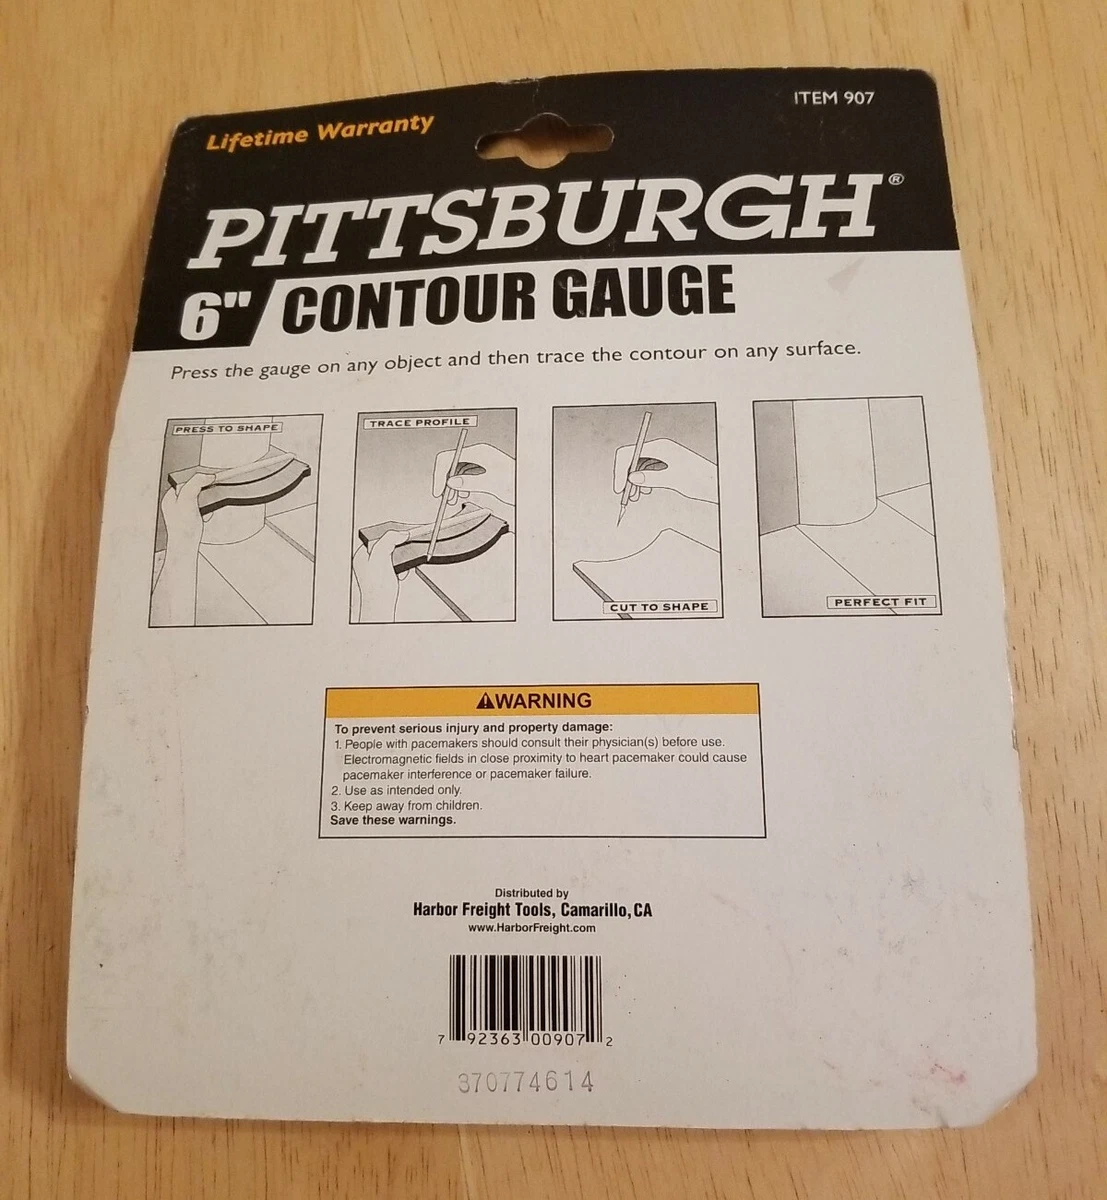 Lifetime Warranty
ITEM 907
PITTSBURGH®
6" CONTOUR GAUGE
Press the gauge on any object and then trace the contour on any surface.
PRESS TO SHAPE
TRACE PROFILE
CUT TO SHAPE
PERFECT FIT
⚠WARNING
To prevent serious injury and property damage:
1. People with pacemakers should consult their physician(s) before use.
Electromagnetic fields in close proximity to heart pacemaker could cause
pacemaker interference or pacemaker failure.
2. Use as intended only.
3. Keep away from children.
Save these warnings.
Distributed by
Harbor Freight Tools, Camarillo, CA
www.HarborFreight.com
7 92363 00907 2
370774614